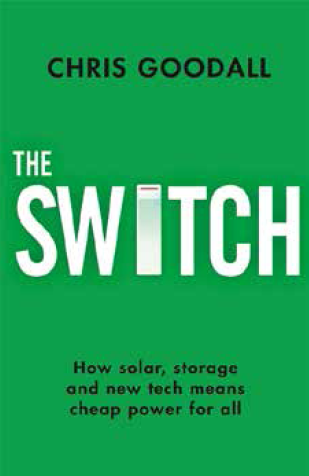 CHRIS GOODALL
THE
SWITCH
How solar, storage
and new tech means
cheap power for all